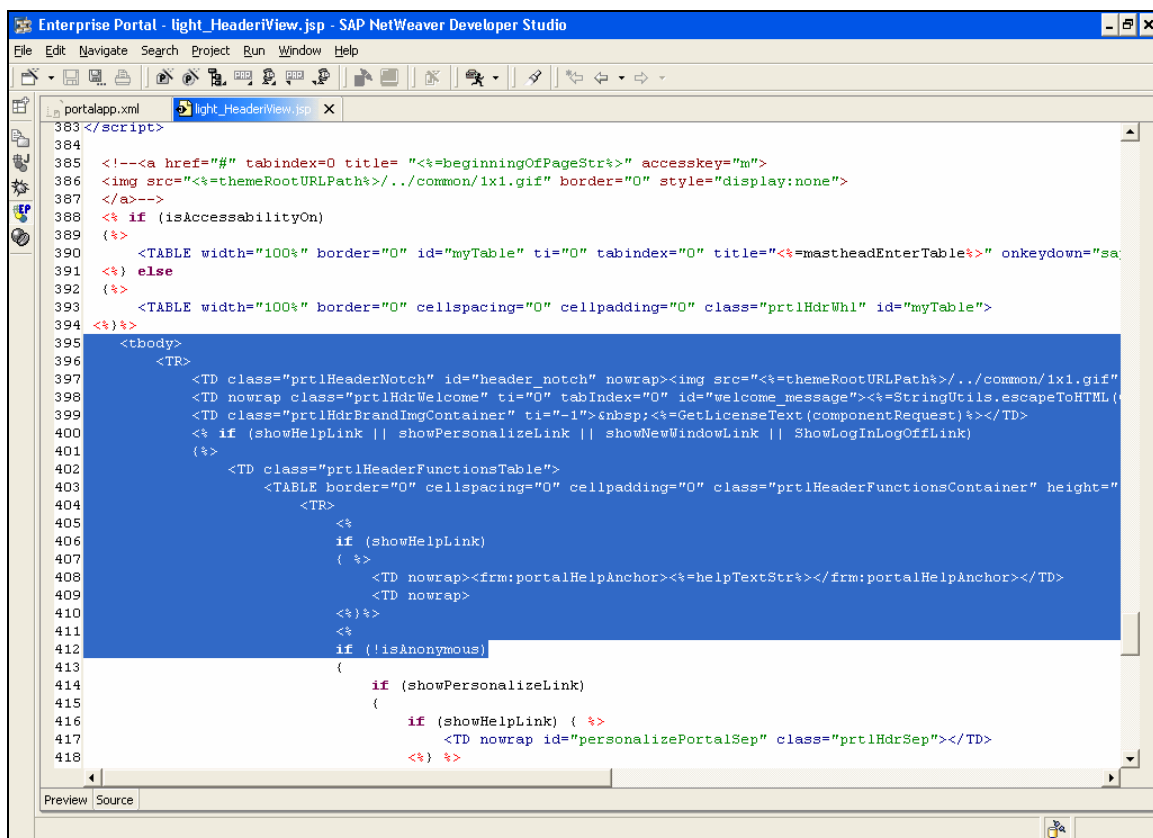 Enterprise Portal - light_HeaderiView.jsp - SAP NetWeaver Developer Studio
File Edit Navigate Search Project Run Window Help
portalapp.xml light_HeaderiView.jsp
383 </script>
384
385 <!--<a href="#" tabindex=0 title= "<%=beginningOfPageStr%>" accesskey="m">
386 <img src="<%=themeRootURLPath%>/../common/1x1.gif" border="0" style="display:none">
387 </a>-->
388 <% if (isAccessabilityOn)
389 {%>
390 <TABLE width="100%" border="0" id="myTable" ti="0" tabindex="0" title="<%=mastheadEnterTable%>" onkeydown="sa
391 <%} else
392 {%>
393 <TABLE width="100%" border="0" cellspacing="0" cellpadding="0" class="prtlHdrWhl" id="myTable">
394 <%}%>
395 <tbody>
396 <TR>
397 <TD class="prtlHeaderNotch" id="header_notch" nowrap><img src="<%=themeRootURLPath%>/../common/1x1.gif"
398 <TD nowrap class="prtlHdrWelcome" ti="0" tabIndex="0" id="welcome_message"><%=StringUtils.escapeToHTML(
399 <TD class="prtlHdrBrandImgContainer" ti="-1">&nbsp;<%=GetLicenseText(componentRequest)%></TD>
400 <% if (showHelpLink || showPersonalizeLink || showNewWindowLink || ShowLogInLogOffLink)
401 {%>
402 <TD class="prtlHeaderFunctionsTable">
403 <TABLE border="0" cellspacing="0" cellpadding="0" class="prtlHeaderFunctionsContainer" height="
404 <TR>
405 <%
406 if (showHelpLink)
407 { %>
408 <TD nowrap><frm:portalHelpAnchor><%=helpTextStr%></frm:portalHelpAnchor></TD>
409 <TD nowrap>
410 <%}%>
411 <%
412 if (!isAnonymous)
413 {
414 if (showPersonalizeLink)
415 {
416 if (showHelpLink) { %>
417 <TD nowrap id="personalizePortalSep" class="prtlHdrSep"></TD>
418 <%} %>
Preview Source